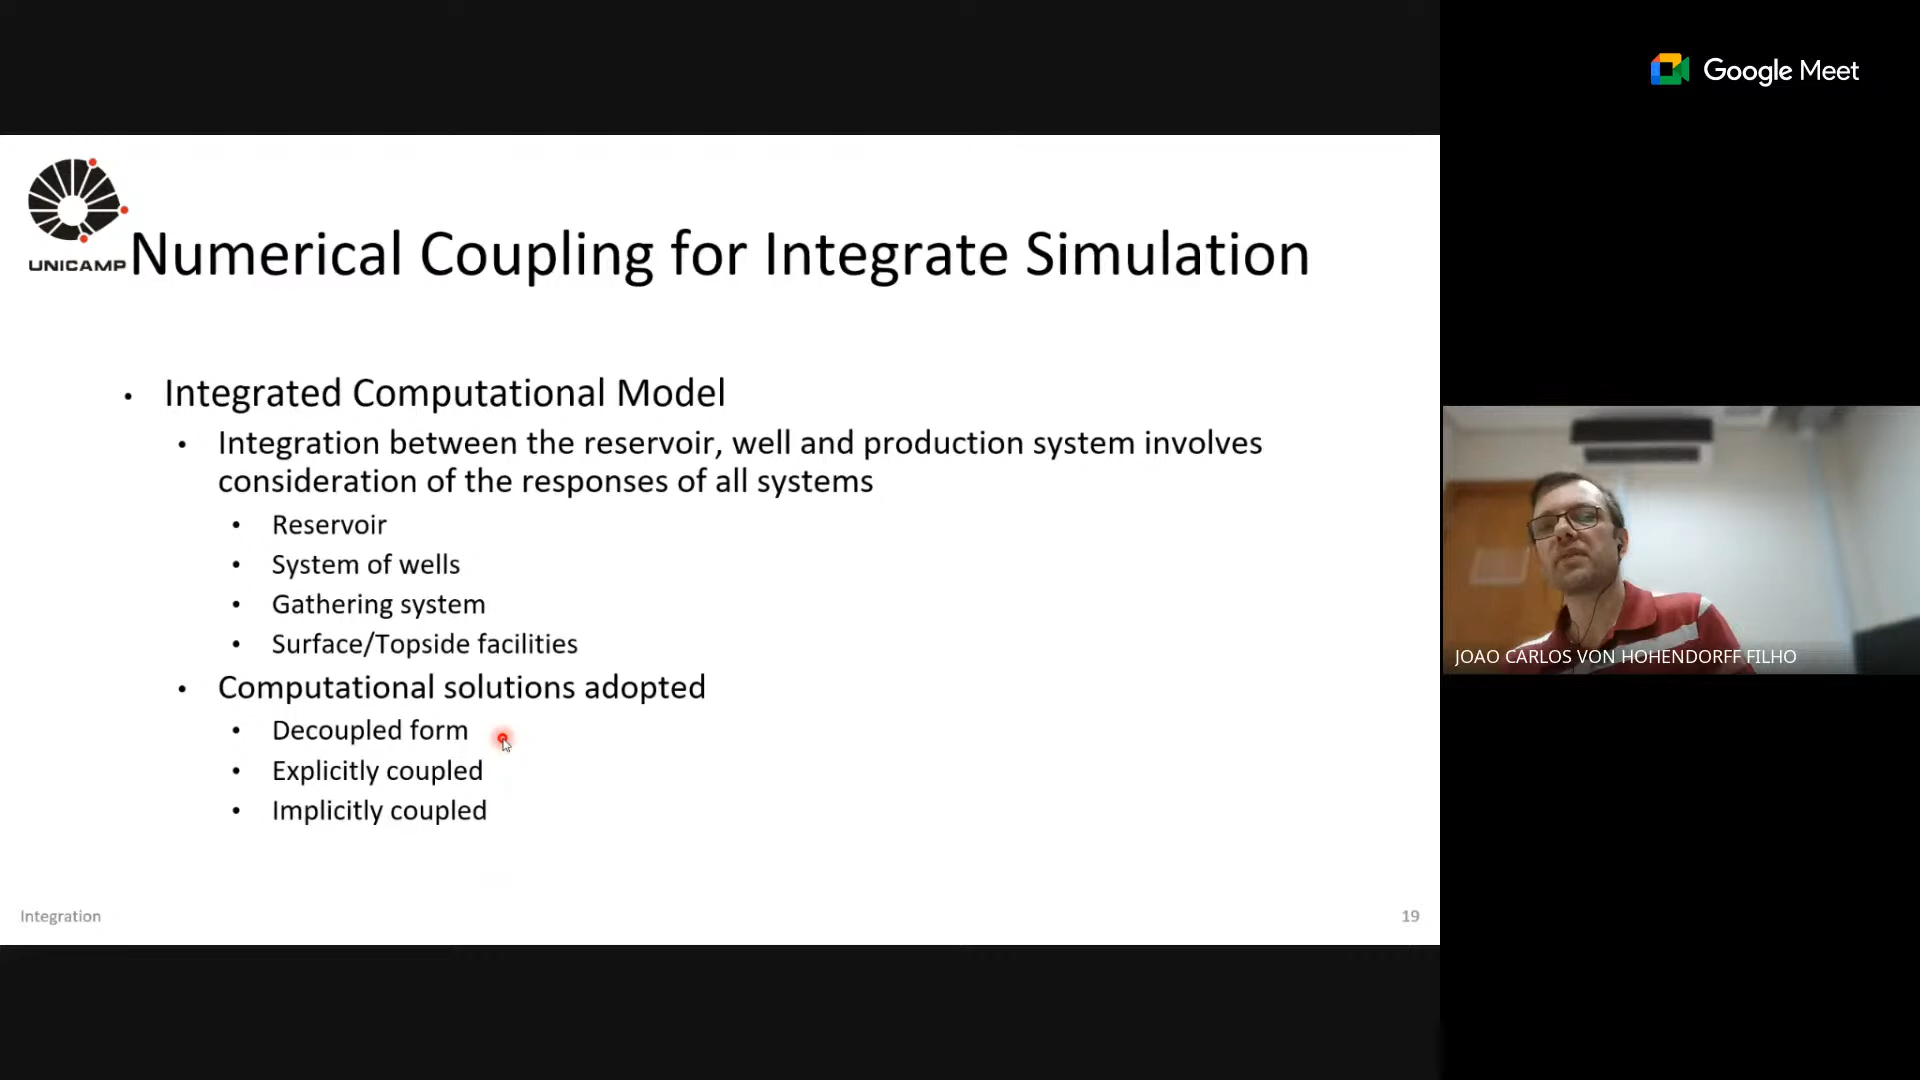 Google Meet
UNICAMP
Numerical Coupling for Integrate Simulation
• Integrated Computational Model
• Integration between the reservoir, well and production system involves
consideration of the responses of all systems
• Reservoir
• System of wells
• Gathering system
• Surface/Topside facilities
• Computational solutions adopted
• Decoupled form
• Explicitly coupled
• Implicitly coupled
JOAO CARLOS VON HOHENDORFF FILHO
Integration
19